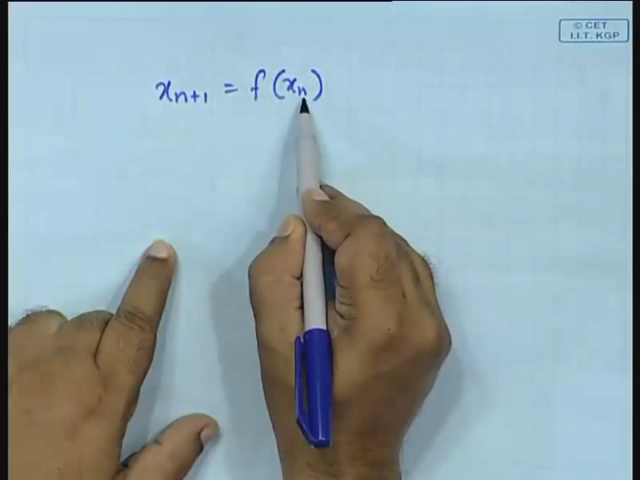 © CET
I.I.T. KGP
xₙ₊₁ = f(xₙ)